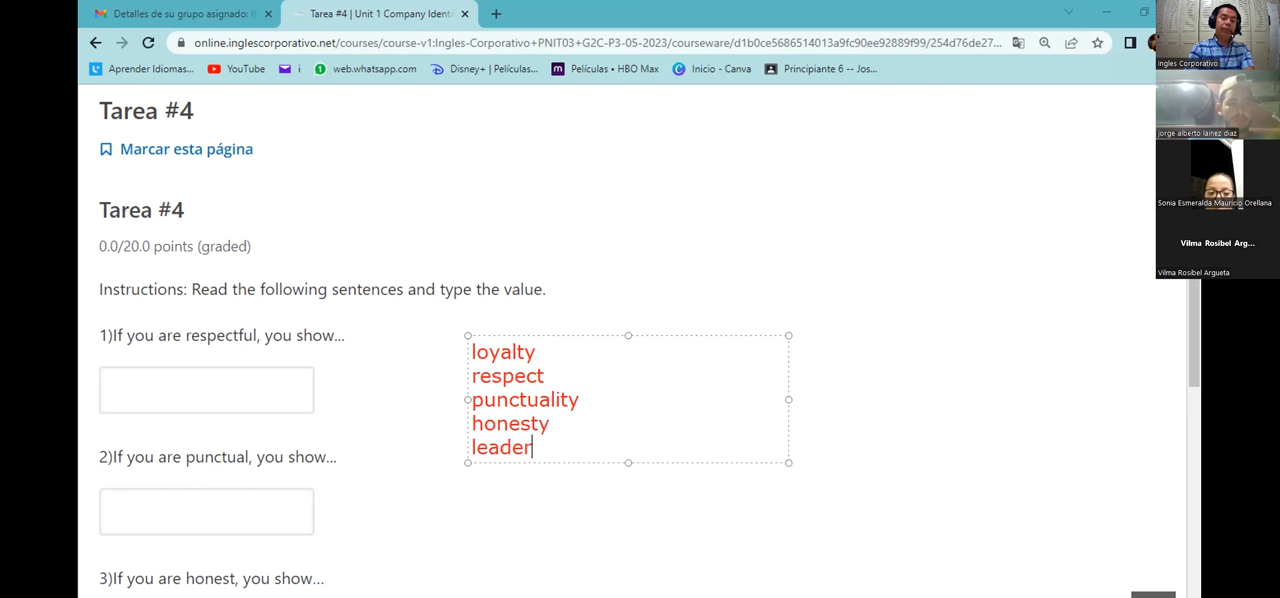 Detalles de su grupo asignado: I
Tarea #4 | Unit 1 Company Identi
online.inglescorporativo.net/courses/course-v1:Ingles-Corporativo+PNIT03+G2C-P3-05-2023/courseware/d1b0ce5686514013a9fc90ee92889f99/254d76de27...
Aprender Idiomas...
YouTube
i
web.whatsapp.com
Disney+ | Películas...
Películas • HBO Max
Inicio - Canva
Principiante 6 -- Jos...
Ingles Corporativo
jorge alberto lainez diaz
Sonia Esmeralda Mauricio Orellana
Vilma Rosibel Arg...
Vilma Rosibel Argueta
Tarea #4
Marcar esta página
Tarea #4
0.0/20.0 points (graded)
Instructions: Read the following sentences and type the value.
1)If you are respectful, you show...
loyalty
respect
punctuality
honesty
leader
2)If you are punctual, you show...
3)If you are honest, you show...